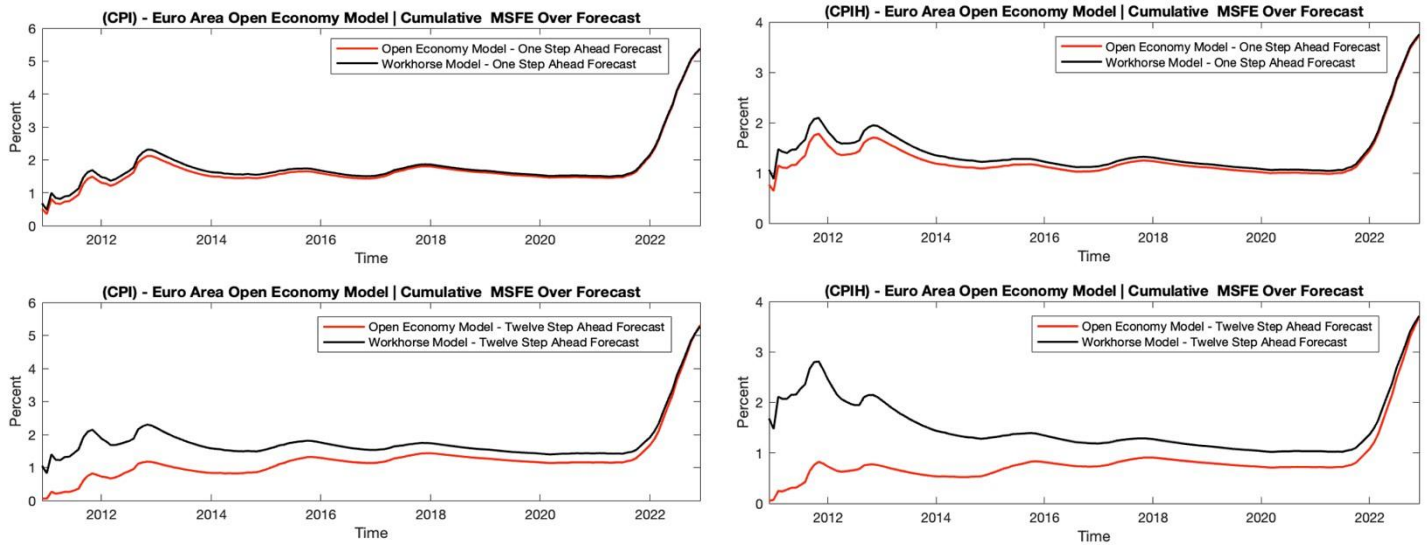 (CPI) - Euro Area Open Economy Model | Cumulative MSFE Over Forecast
6
5
4
3
2
1
0
Percent
Open Economy Model - One Step Ahead Forecast
Workhorse Model - One Step Ahead Forecast
2012 2014 2016 2018 2020 2022
Time
(CPIH) - Euro Area Open Economy Model | Cumulative MSFE Over Forecast
4
3
2
1
0
Percent
Open Economy Model - One Step Ahead Forecast
Workhorse Model - One Step Ahead Forecast
2012 2014 2016 2018 2020 2022
Time
(CPI) - Euro Area Open Economy Model | Cumulative MSFE Over Forecast
6
5
4
3
2
1
0
Percent
Open Economy Model - Twelve Step Ahead Forecast
Workhorse Model - Twelve Step Ahead Forecast
2012 2014 2016 2018 2020 2022
Time
(CPIH) - Euro Area Open Economy Model | Cumulative MSFE Over Forecast
4
3
2
1
0
Percent
Open Economy Model - Twelve Step Ahead Forecast
Workhorse Model - Twelve Step Ahead Forecast
2012 2014 2016 2018 2020 2022
Time